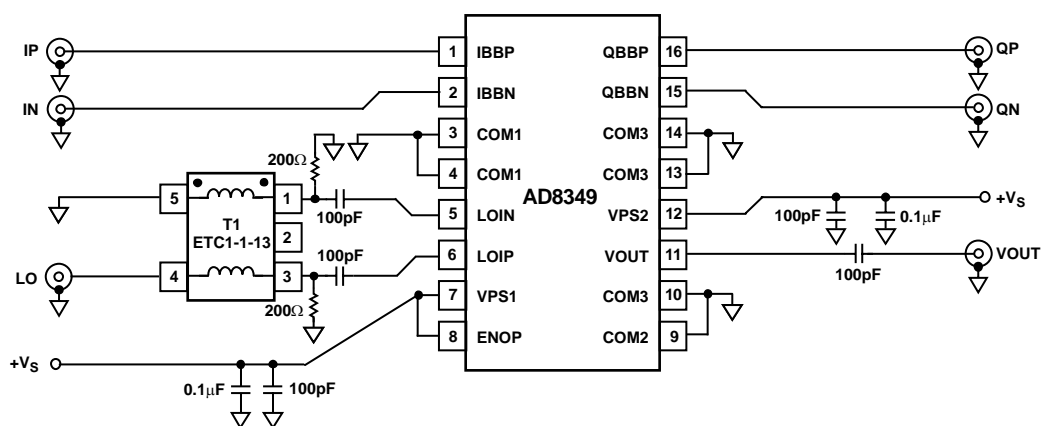 IP
1
IBBP
QBBP
16
QP
IN
2
IBBN
QBBN
15
QN
3
COM1
COM3
14
200Ω
4
COM1
COM3
13
AD8349
5
1
100pF
5
LOIN
VPS2
12
+VS
100pF
0.1μF
T1
ETC1-1-13
2
100pF
LO
4
3
6
LOIP
VOUT
11
VOUT
100pF
200Ω
7
VPS1
COM3
10
8
ENOP
COM2
9
+VS
0.1μF
100pF